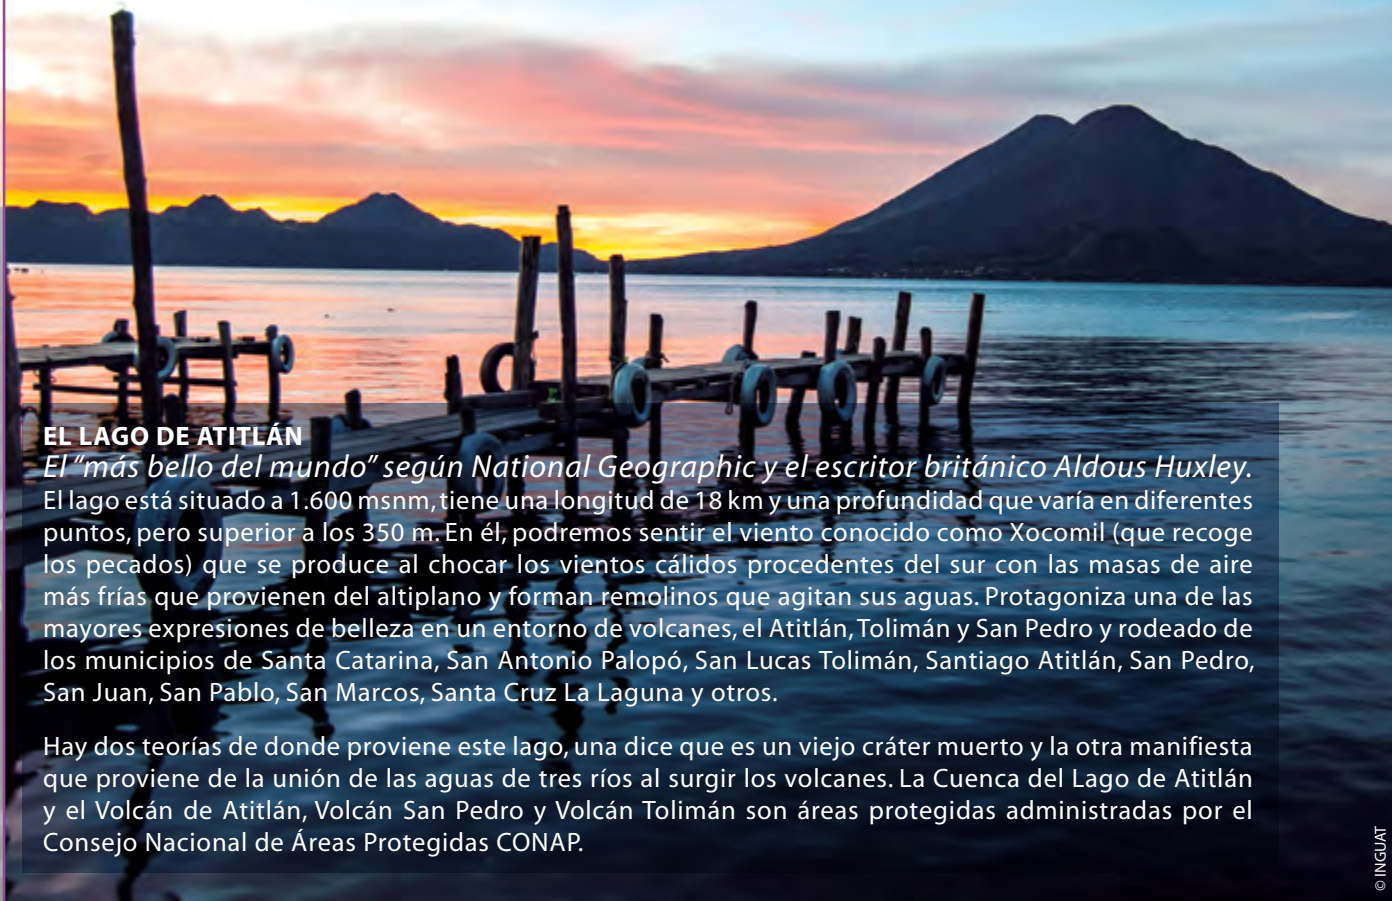 EL LAGO DE ATITLÁN
El “más bello del mundo” según National Geographic y el escritor británico Aldous Huxley.
El lago está situado a 1.600 msnm, tiene una longitud de 18 km y una profundidad que varía en diferentes
puntos, pero superior a los 350 m. En él, podremos sentir el viento conocido como Xocomil (que recoge
los pecados) que se produce al chocar los vientos cálidos procedentes del sur con las masas de aire
más frías que provienen del altiplano y forman remolinos que agitan sus aguas. Protagoniza una de las
mayores expresiones de belleza en un entorno de volcanes, el Atitlán, Tolimán y San Pedro y rodeado de
los municipios de Santa Catarina, San Antonio Palopó, San Lucas Tolimán, Santiago Atitlán, San Pedro,
San Juan, San Pablo, San Marcos, Santa Cruz La Laguna y otros.
Hay dos teorías de donde proviene este lago, una dice que es un viejo cráter muerto y la otra manifiesta
que proviene de la unión de las aguas de tres ríos al surgir los volcanes. La Cuenca del Lago de Atitlán
y el Volcán de Atitlán, Volcán San Pedro y Volcán Tolimán son áreas protegidas administradas por el
Consejo Nacional de Áreas Protegidas CONAP.
© INGUAT